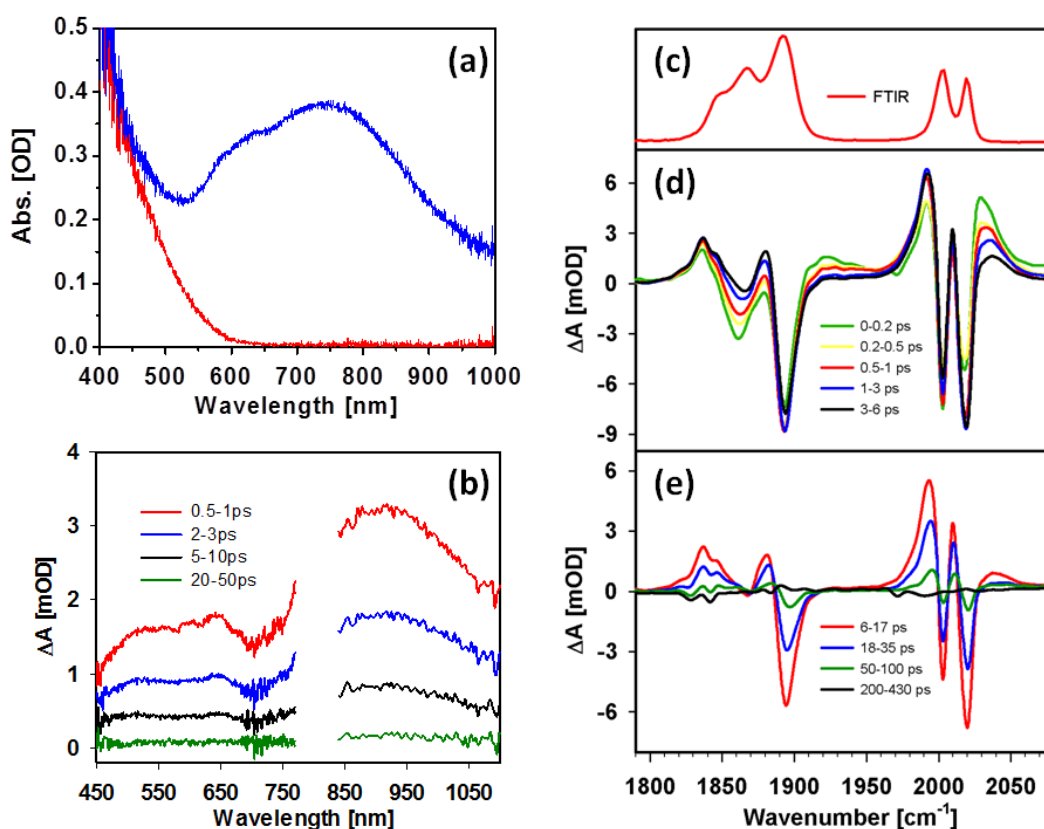 (a)
0.5
0.4
0.3
0.2
0.1
0.0
Abs. [OD]
400 500 600 700 800 900 1000
Wavelength [nm]
(b)
4
3
2
1
0
ΔA [mOD]
0.5-1ps
2-3ps
5-10ps
20-50ps
450 550 650 750 850 950 1050
Wavelength [nm]
(c)
FTIR
(d)
6
3
0
-3
-6
-9
ΔA [mOD]
0-0.2 ps
0.2-0.5 ps
0.5-1 ps
1-3 ps
3-6 ps
(e)
6
3
0
-3
-6
ΔA [mOD]
6-17 ps
18-35 ps
50-100 ps
200-430 ps
1800 1850 1900 1950 2000 2050
Wavenumber [cm⁻¹]